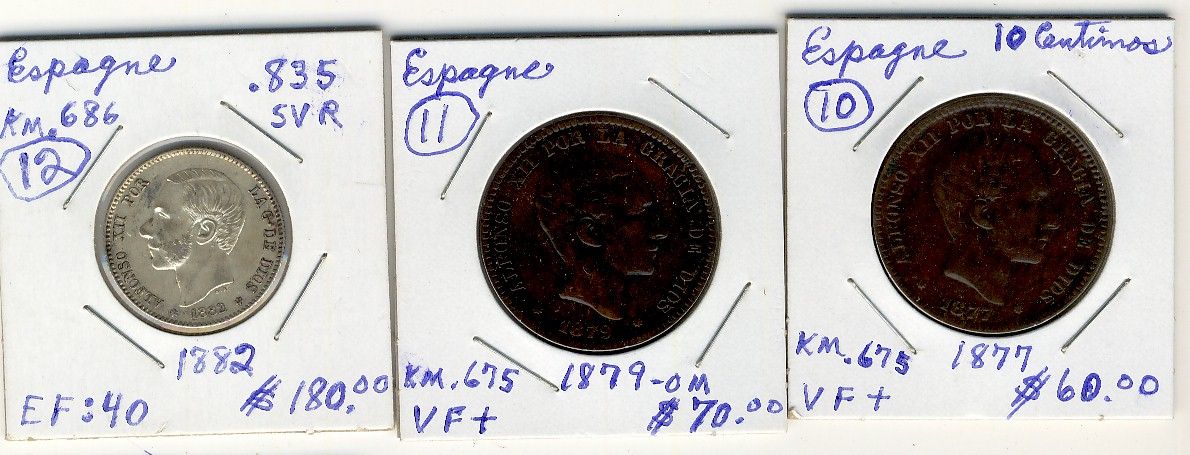 Espagne
.835
KM.686
SVR
12
ALFONSO XII POR LA G. DE DIOS
1882
1882
EF:40
$180.00
Espagne
11
ALFONSO XII POR LA GRACIA DE DIOS
1879
KM.675
1879-OM
VF+
$70.00
Espagne 10 Centimos
10
ALFONSO XII POR LA GRACIA DE DIOS
1877
KM.675
1877
VF+
$60.00